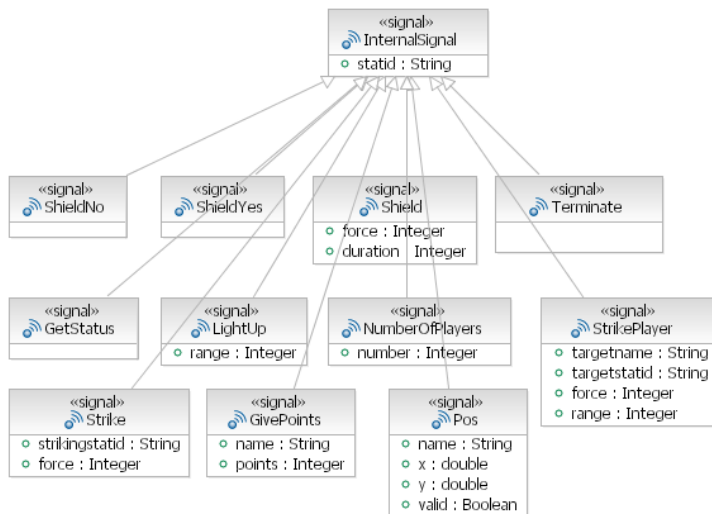 «signal»
InternalSignal
statid : String
«signal»
ShieldNo
«signal»
ShieldYes
«signal»
Shield
force : Integer
duration Integer
«signal»
Terminate
«signal»
GetStatus
«signal»
LightUp
range : Integer
«signal»
NumberOfPlayers
number : Integer
«signal»
StrikePlayer
targetname : String
targetstatid : String
force : Integer
range : Integer
«signal»
Strike
strikingstatid : String
force : Integer
«signal»
GivePoints
name : String
points : Integer
«signal»
Pos
name : String
x : double
y : double
valid : Boolean